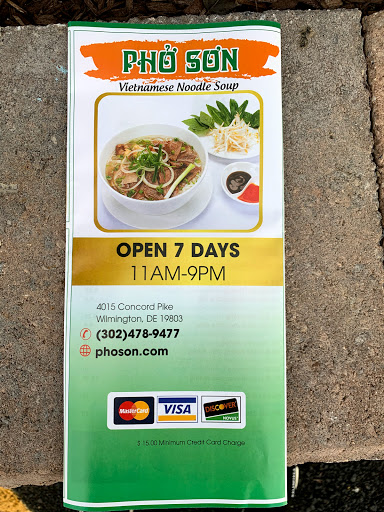 PHỞ SƠN
Vietnamese Noodle Soup
OPEN 7 DAYS
11AM-9PM
4015 Concord Pike
Wilmington, DE 19803
(302)478-9477
phoson.com
MasterCard VISA DISCOVER
NOVUS
$ 15.00 Minimum Credit Card Charge